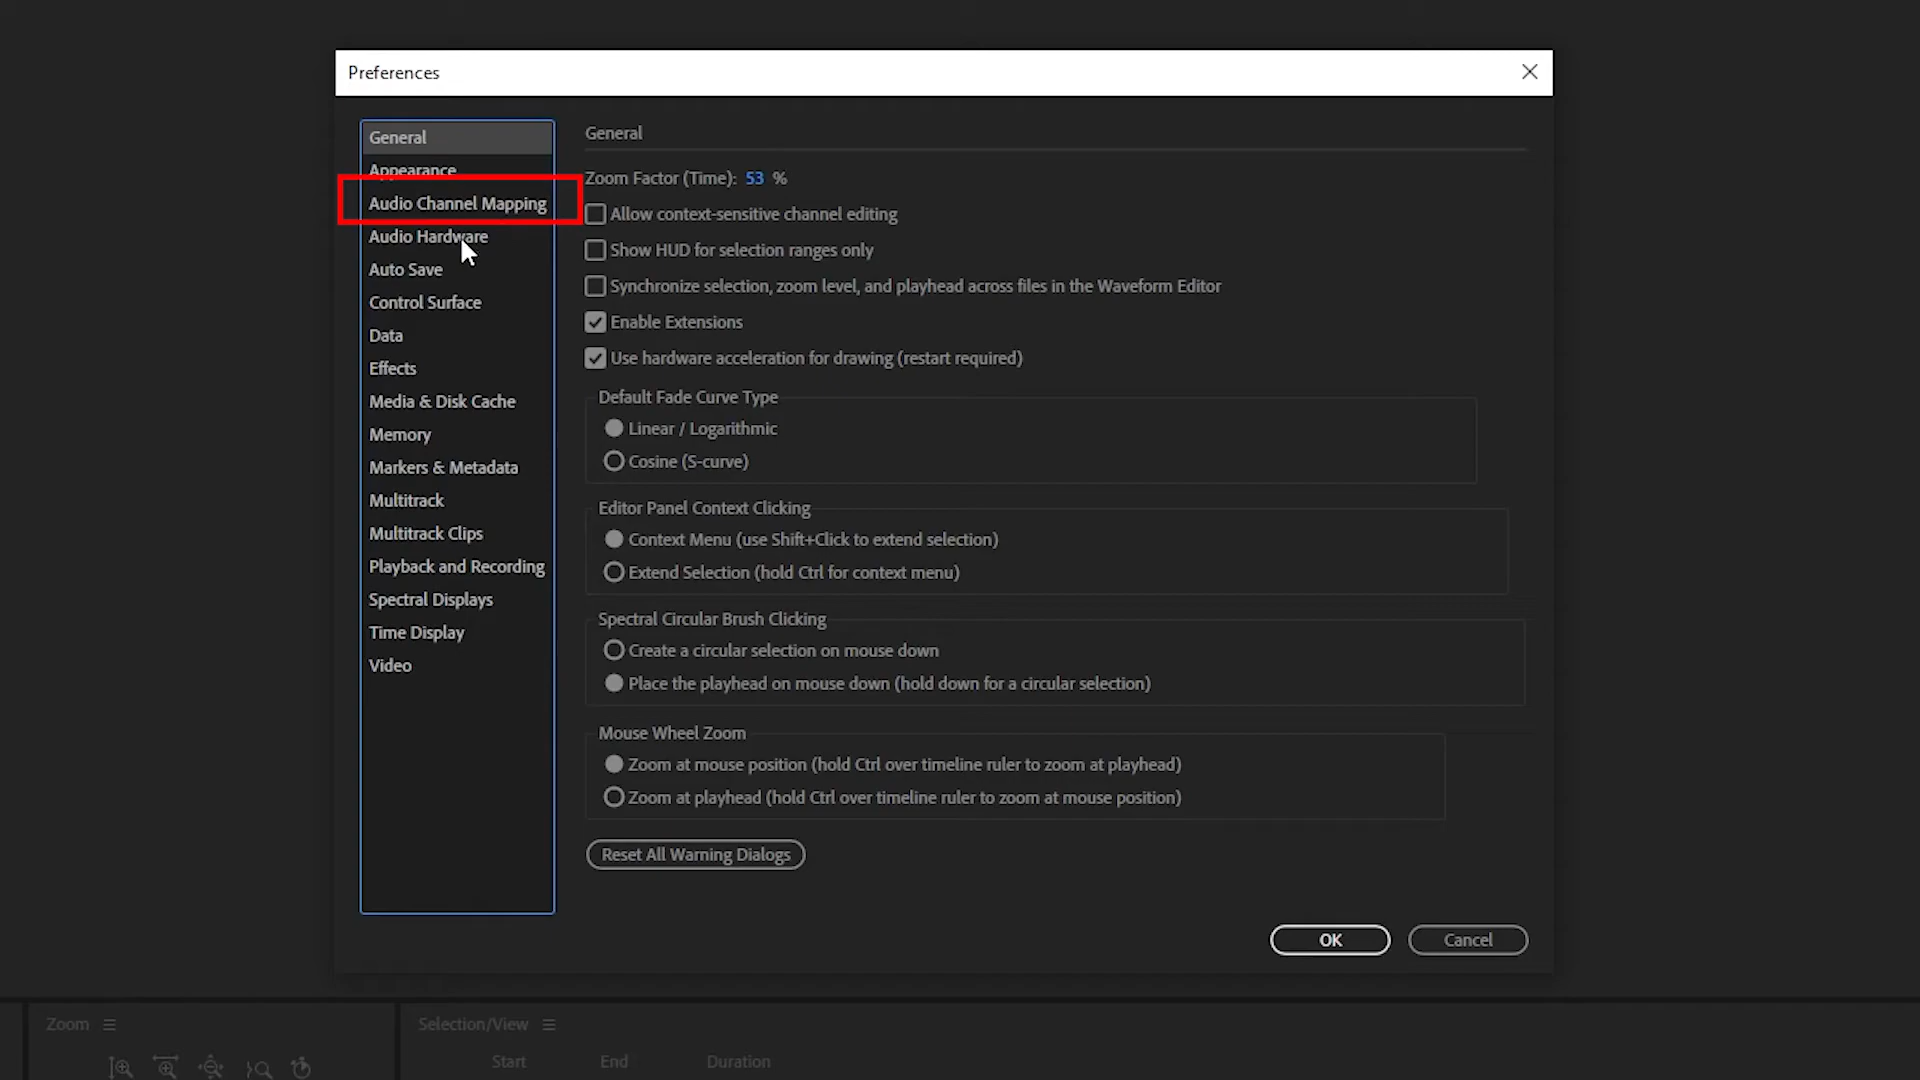 Preferences
General
Appearance
Audio Channel Mapping
Audio Hardware
Auto Save
Control Surface
Data
Effects
Media & Disk Cache
Memory
Markers & Metadata
Multitrack
Multitrack Clips
Playback and Recording
Spectral Displays
Time Display
Video
General
Zoom Factor (Time): 53 %
Allow context-sensitive channel editing
Show HUD for selection ranges only
Synchronize selection, zoom level, and playhead across files in the Waveform Editor
Enable Extensions
Use hardware acceleration for drawing (restart required)
Default Fade Curve Type
Linear / Logarithmic
Cosine (S-curve)
Editor Panel Context Clicking
Context Menu (use Shift+Click to extend selection)
Extend Selection (hold Ctrl for context menu)
Spectral Circular Brush Clicking
Create a circular selection on mouse down
Place the playhead on mouse down (hold down for a circular selection)
Mouse Wheel Zoom
Zoom at mouse position (hold Ctrl over timeline ruler to zoom at playhead)
Zoom at playhead (hold Ctrl over timeline ruler to zoom at mouse position)
Reset All Warning Dialogs
OK Cancel
Zoom
Selection/View
Start End Duration